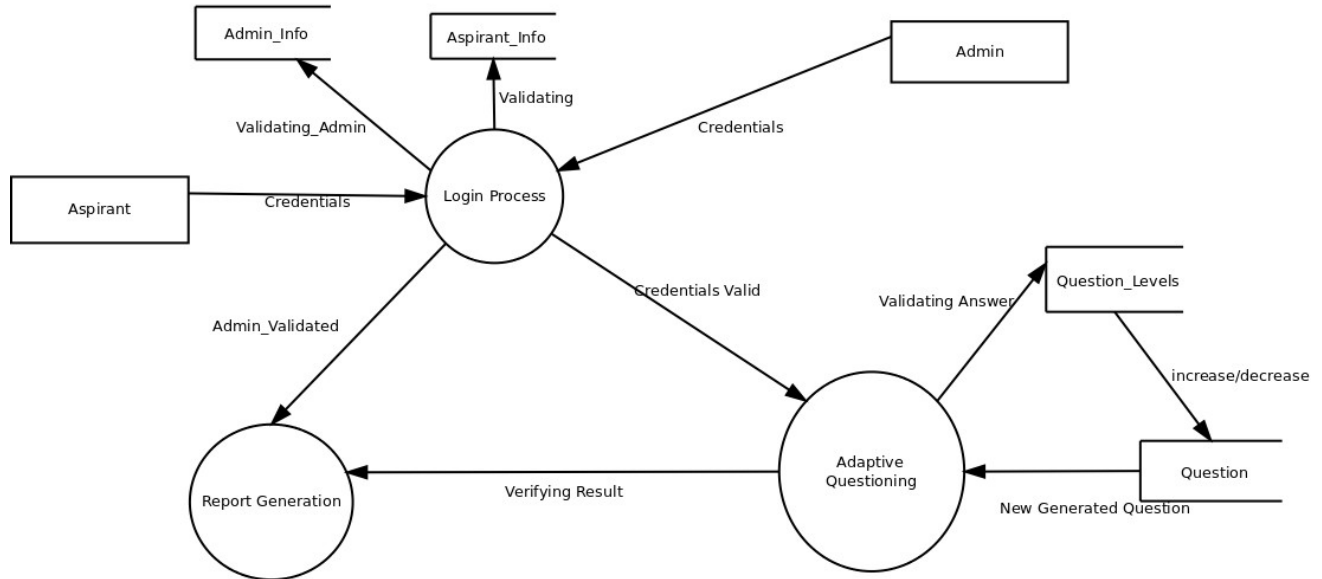 Admin_Info
Aspirant_Info
Admin
Validating
Validating_Admin
Credentials
Login Process
Credentials
Aspirant
Question_Levels
Credentials Valid
Validating Answer
Admin_Validated
increase/decrease
Adaptive
Questioning
Question
Verifying Result
Report Generation
New Generated Question